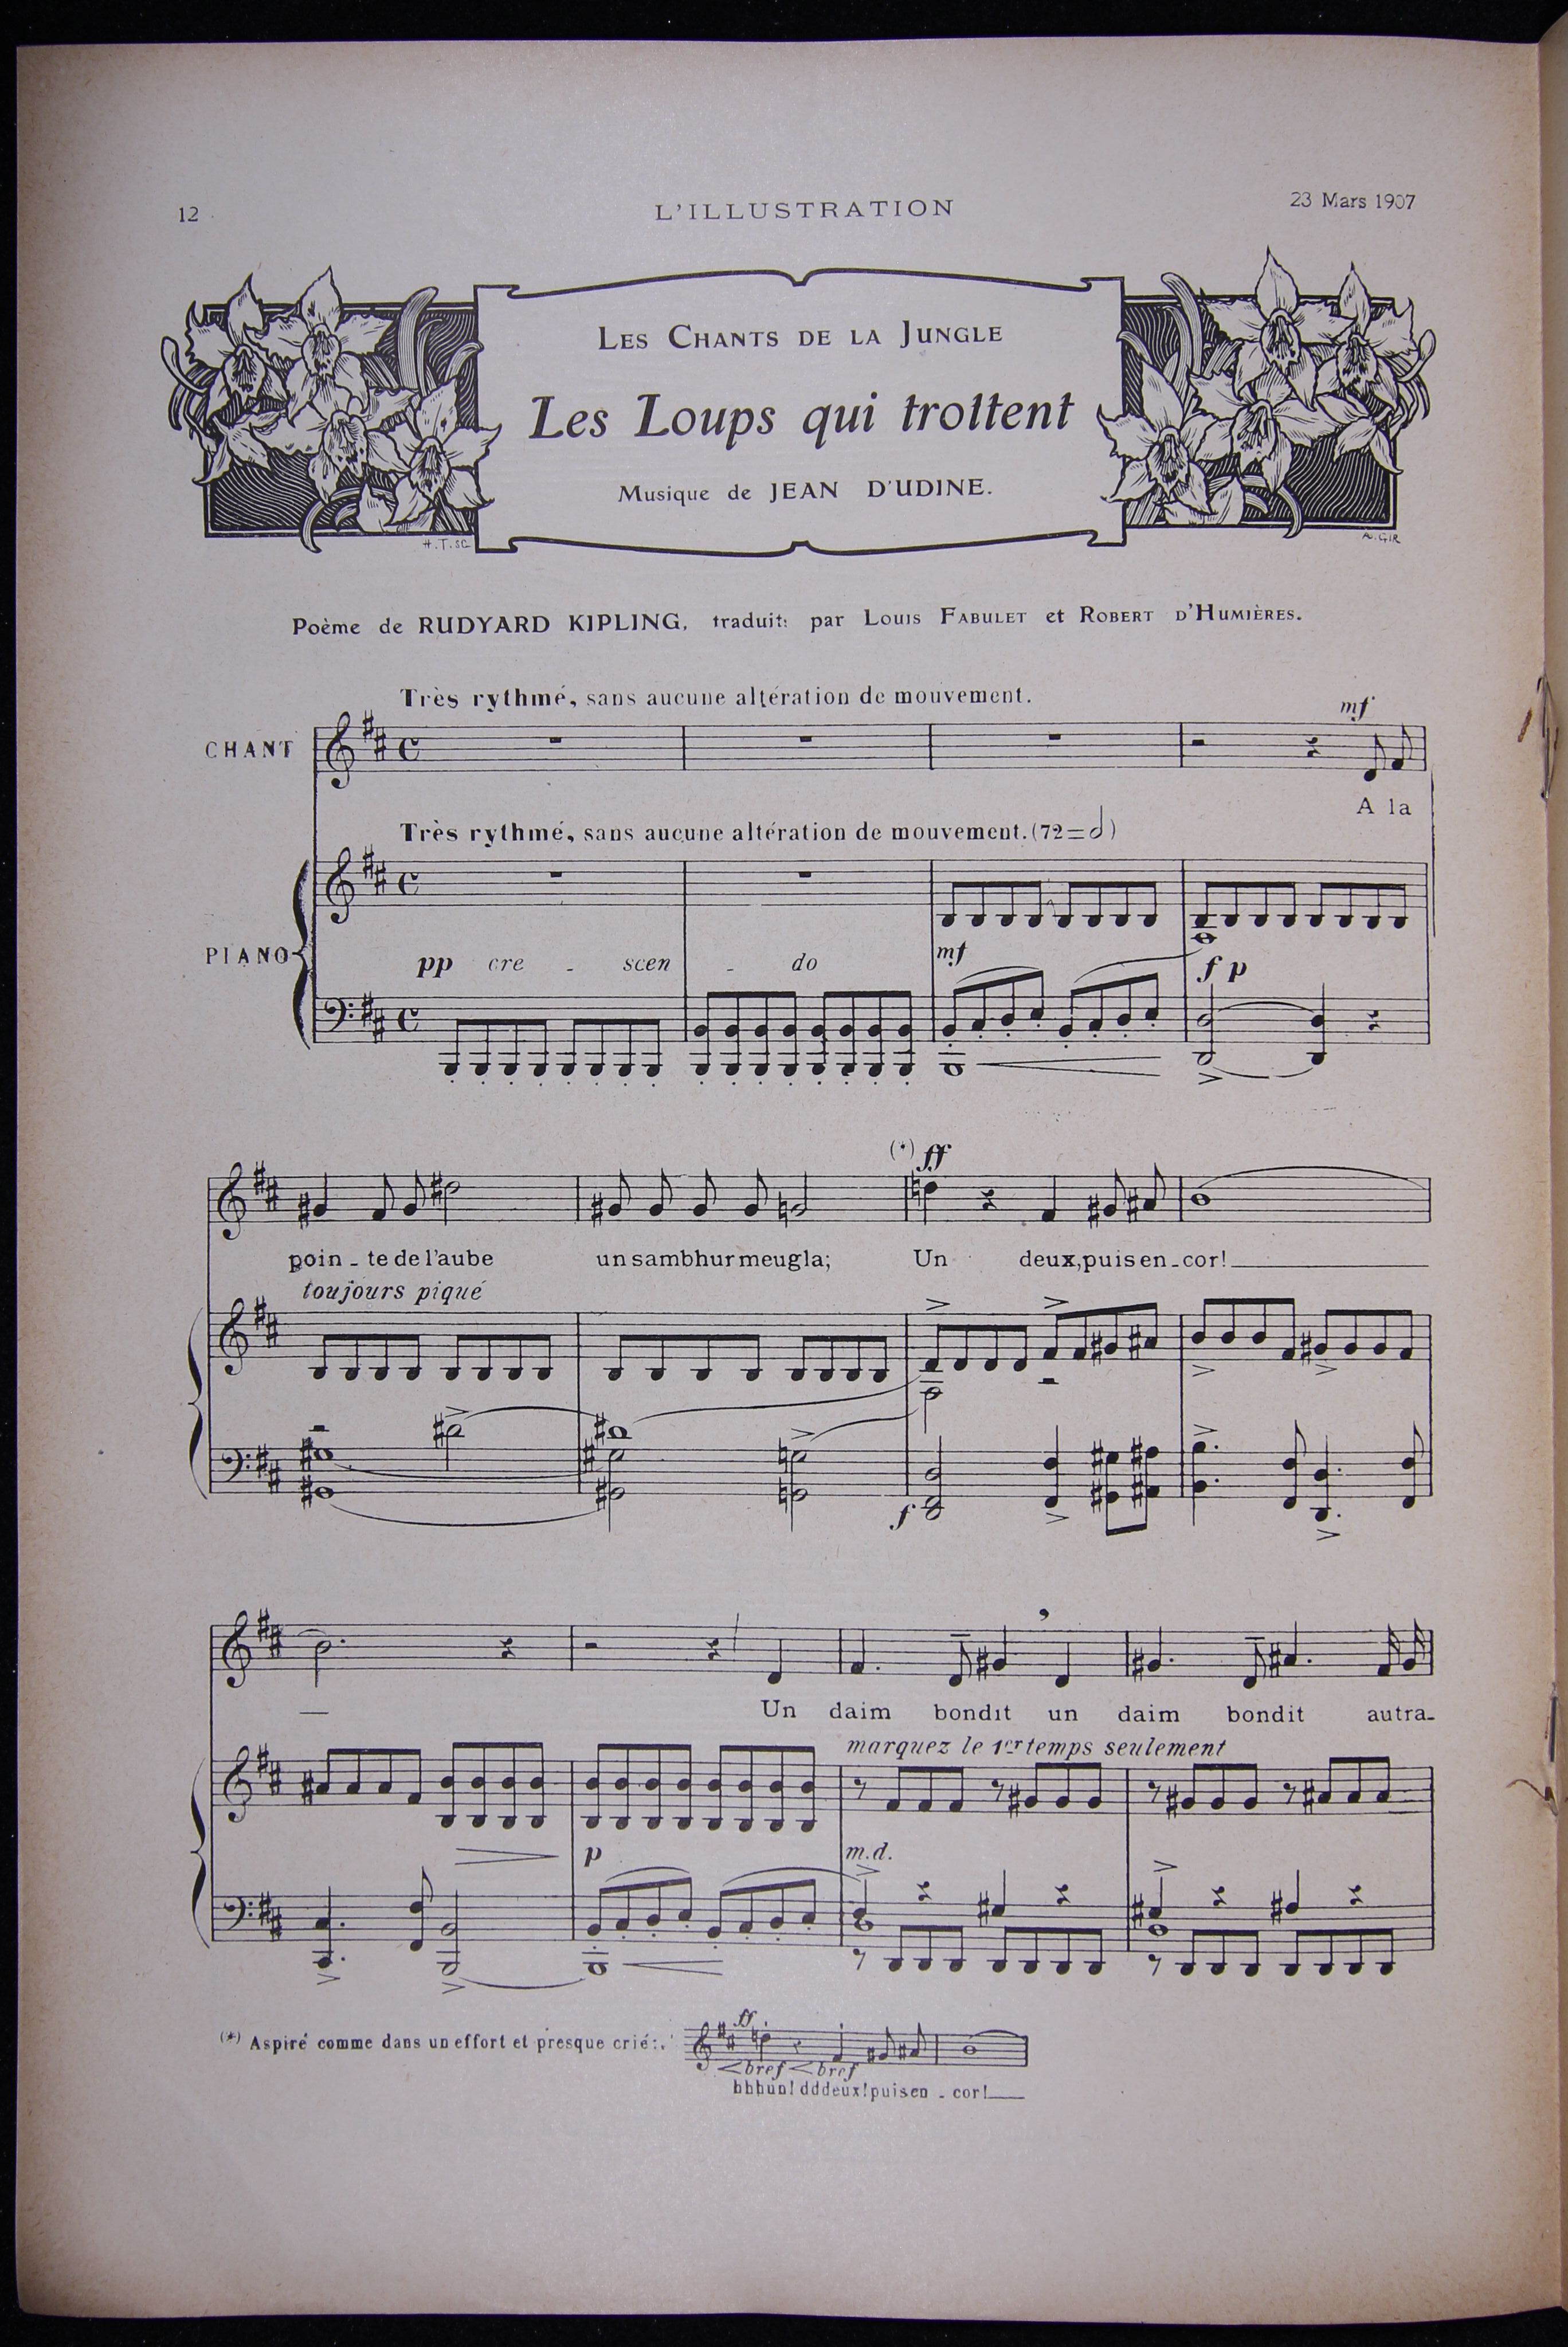 12
L'ILLUSTRATION
23 Mars 1907
LES CHANTS DE LA JUNGLE
Les Loups qui trottent
Musique de JEAN D'UDINE.
H.T.SC
A. GIR
Poème de RUDYARD KIPLING, traduit par LOUIS FABULET et ROBERT D'HUMIÈRES.
Très rythmé, sans aucune altération de mouvement.
mf
CHANT
A la
Très rythmé, sans aucune altération de mouvement. (72=𝅗𝅥)
PIANO
pp cre - scen - do mf f p
(*) ff
poin - te de l'aube un sambhur meugla; Un deux, puis en - cor!
toujours piqué
f
Un daim bondit un daim bondit au tra-
marquez le 1er temps seulement
p m.d.
(*) Aspiré comme dans un effort et presque crié:
ff
<bref <bref
hhhun! dddeux! puis en - cor!